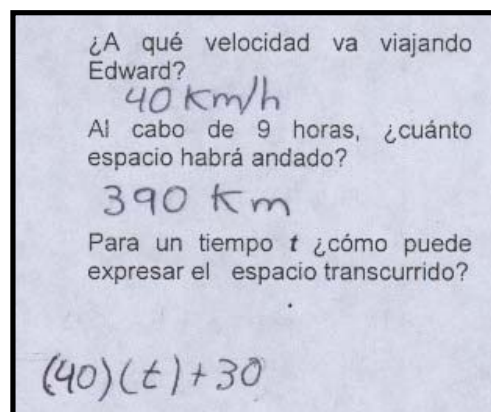 ¿A qué velocidad va viajando
Edward?
40 Km/h
Al cabo de 9 horas, ¿cuánto
espacio habrá andado?
390 Km
Para un tiempo t ¿cómo puede
expresar el espacio transcurrido?
(40)(t)+30